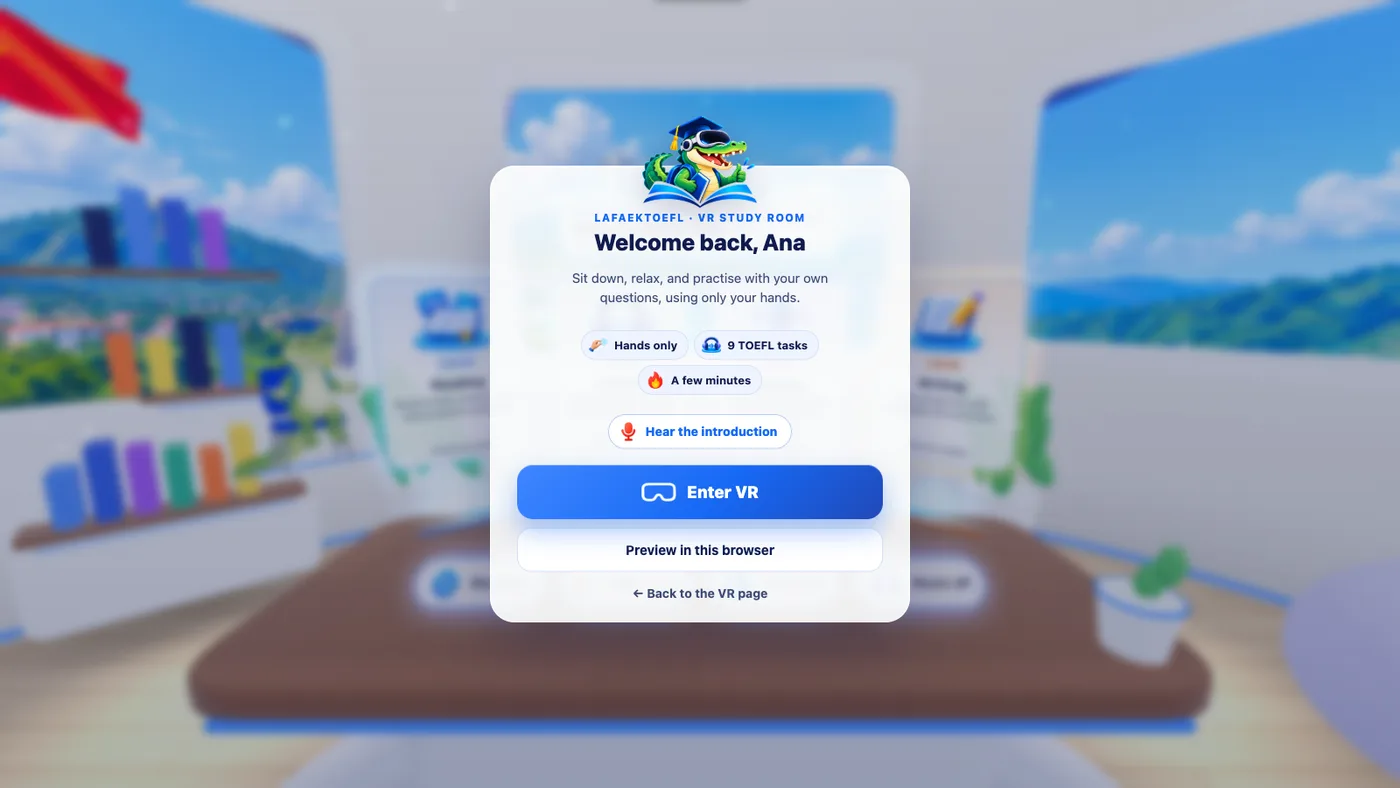 LAFAEKTOEFL · VR STUDY ROOM
Welcome back, Ana
Sit down, relax, and practise with your own
questions, using only your hands.
Hands only
9 TOEFL tasks
A few minutes
Hear the introduction
Enter VR
Preview in this browser
← Back to the VR page